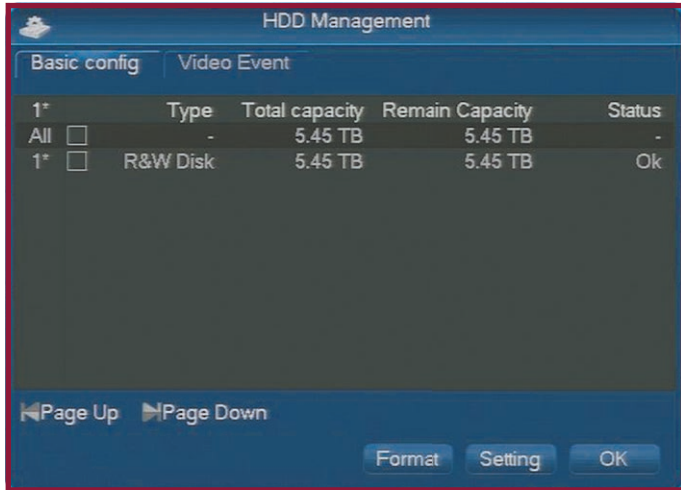 HDD Management
Basic config Video Event
1* Type Total capacity Remain Capacity Status
All - 5.45 TB 5.45 TB -
1* R&W Disk 5.45 TB 5.45 TB Ok
Page Up Page Down
Format Setting OK